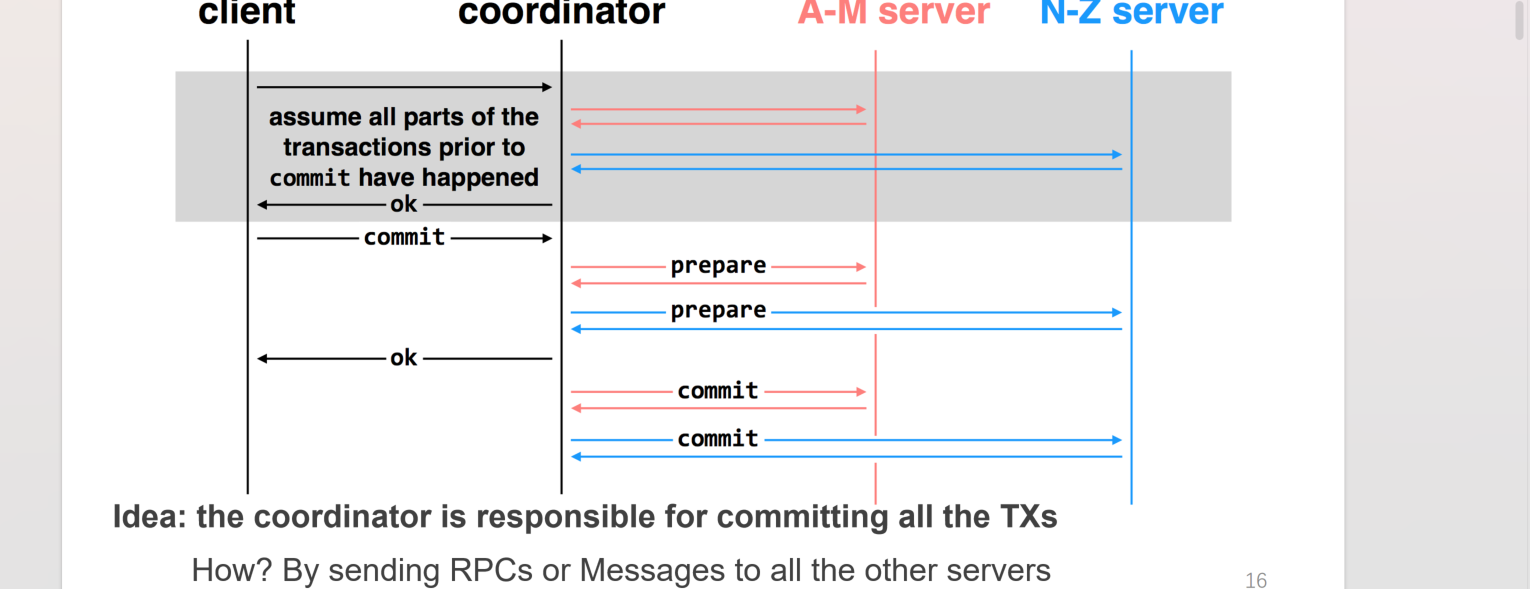 client coordinator A-M server N-Z server
assume all parts of the
transactions prior to
commit have happened
ok
commit
prepare
prepare
ok
commit
commit
Idea: the coordinator is responsible for committing all the TXs
How? By sending RPCs or Messages to all the other servers
16